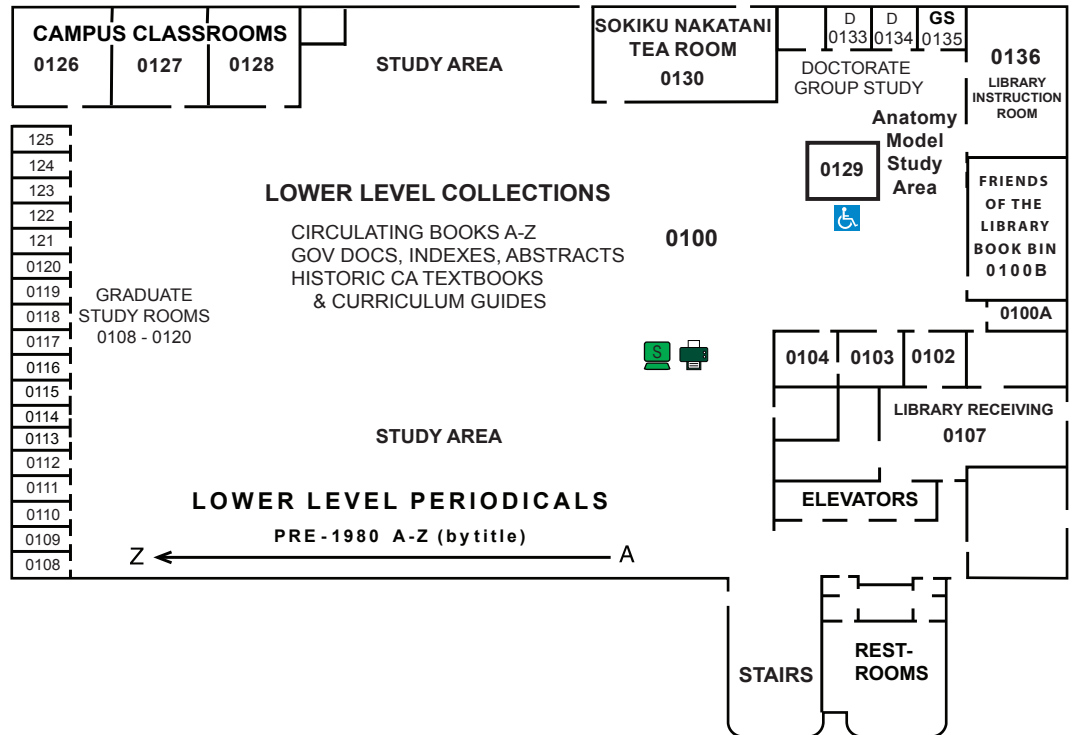 CAMPUS CLASSROOMS
0126
0127
0128
STUDY AREA
SOKIKU NAKATANI
TEA ROOM
0130
D
0133
D
0134
GS
0135
DOCTORATE
GROUP STUDY
0136
LIBRARY
INSTRUCTION
ROOM
Anatomy
Model
Study
Area
0129
FRIENDS
OF THE
LIBRARY
BOOK BIN
0100B
0100A
125
124
123
122
121
0120
0119
0118
0117
0116
0115
0114
0113
0112
0111
0110
0109
0108
GRADUATE
STUDY ROOMS
0108 - 0120
LOWER LEVEL COLLECTIONS
CIRCULATING BOOKS A-Z
GOV DOCS, INDEXES, ABSTRACTS
HISTORIC CA TEXTBOOKS
& CURRICULUM GUIDES
0100
S
0104
0103
0102
LIBRARY RECEIVING
0107
STUDY AREA
LOWER LEVEL PERIODICALS
PRE-1980 A-Z (by title)
Z
A
ELEVATORS
STAIRS
REST-
ROOMS